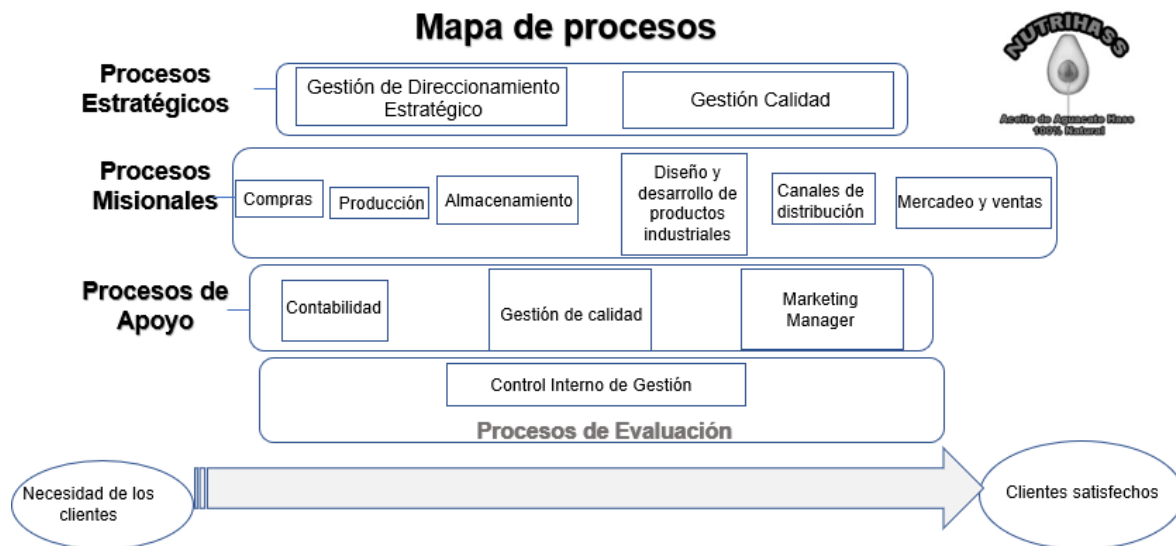 Mapa de procesos
NUTRIHASS
Aceite de Aguacate Hass
100% Natural
Procesos
Estratégicos
Gestión de Direccionamiento
Estratégico
Gestión Calidad
Procesos
Misionales
Compras
Producción
Almacenamiento
Diseño y
desarrollo de
productos
industriales
Canales de
distribución
Mercadeo y ventas
Procesos de
Apoyo
Contabilidad
Gestión de calidad
Marketing
Manager
Control Interno de Gestión
Procesos de Evaluación
Necesidad de los
clientes
Clientes satisfechos